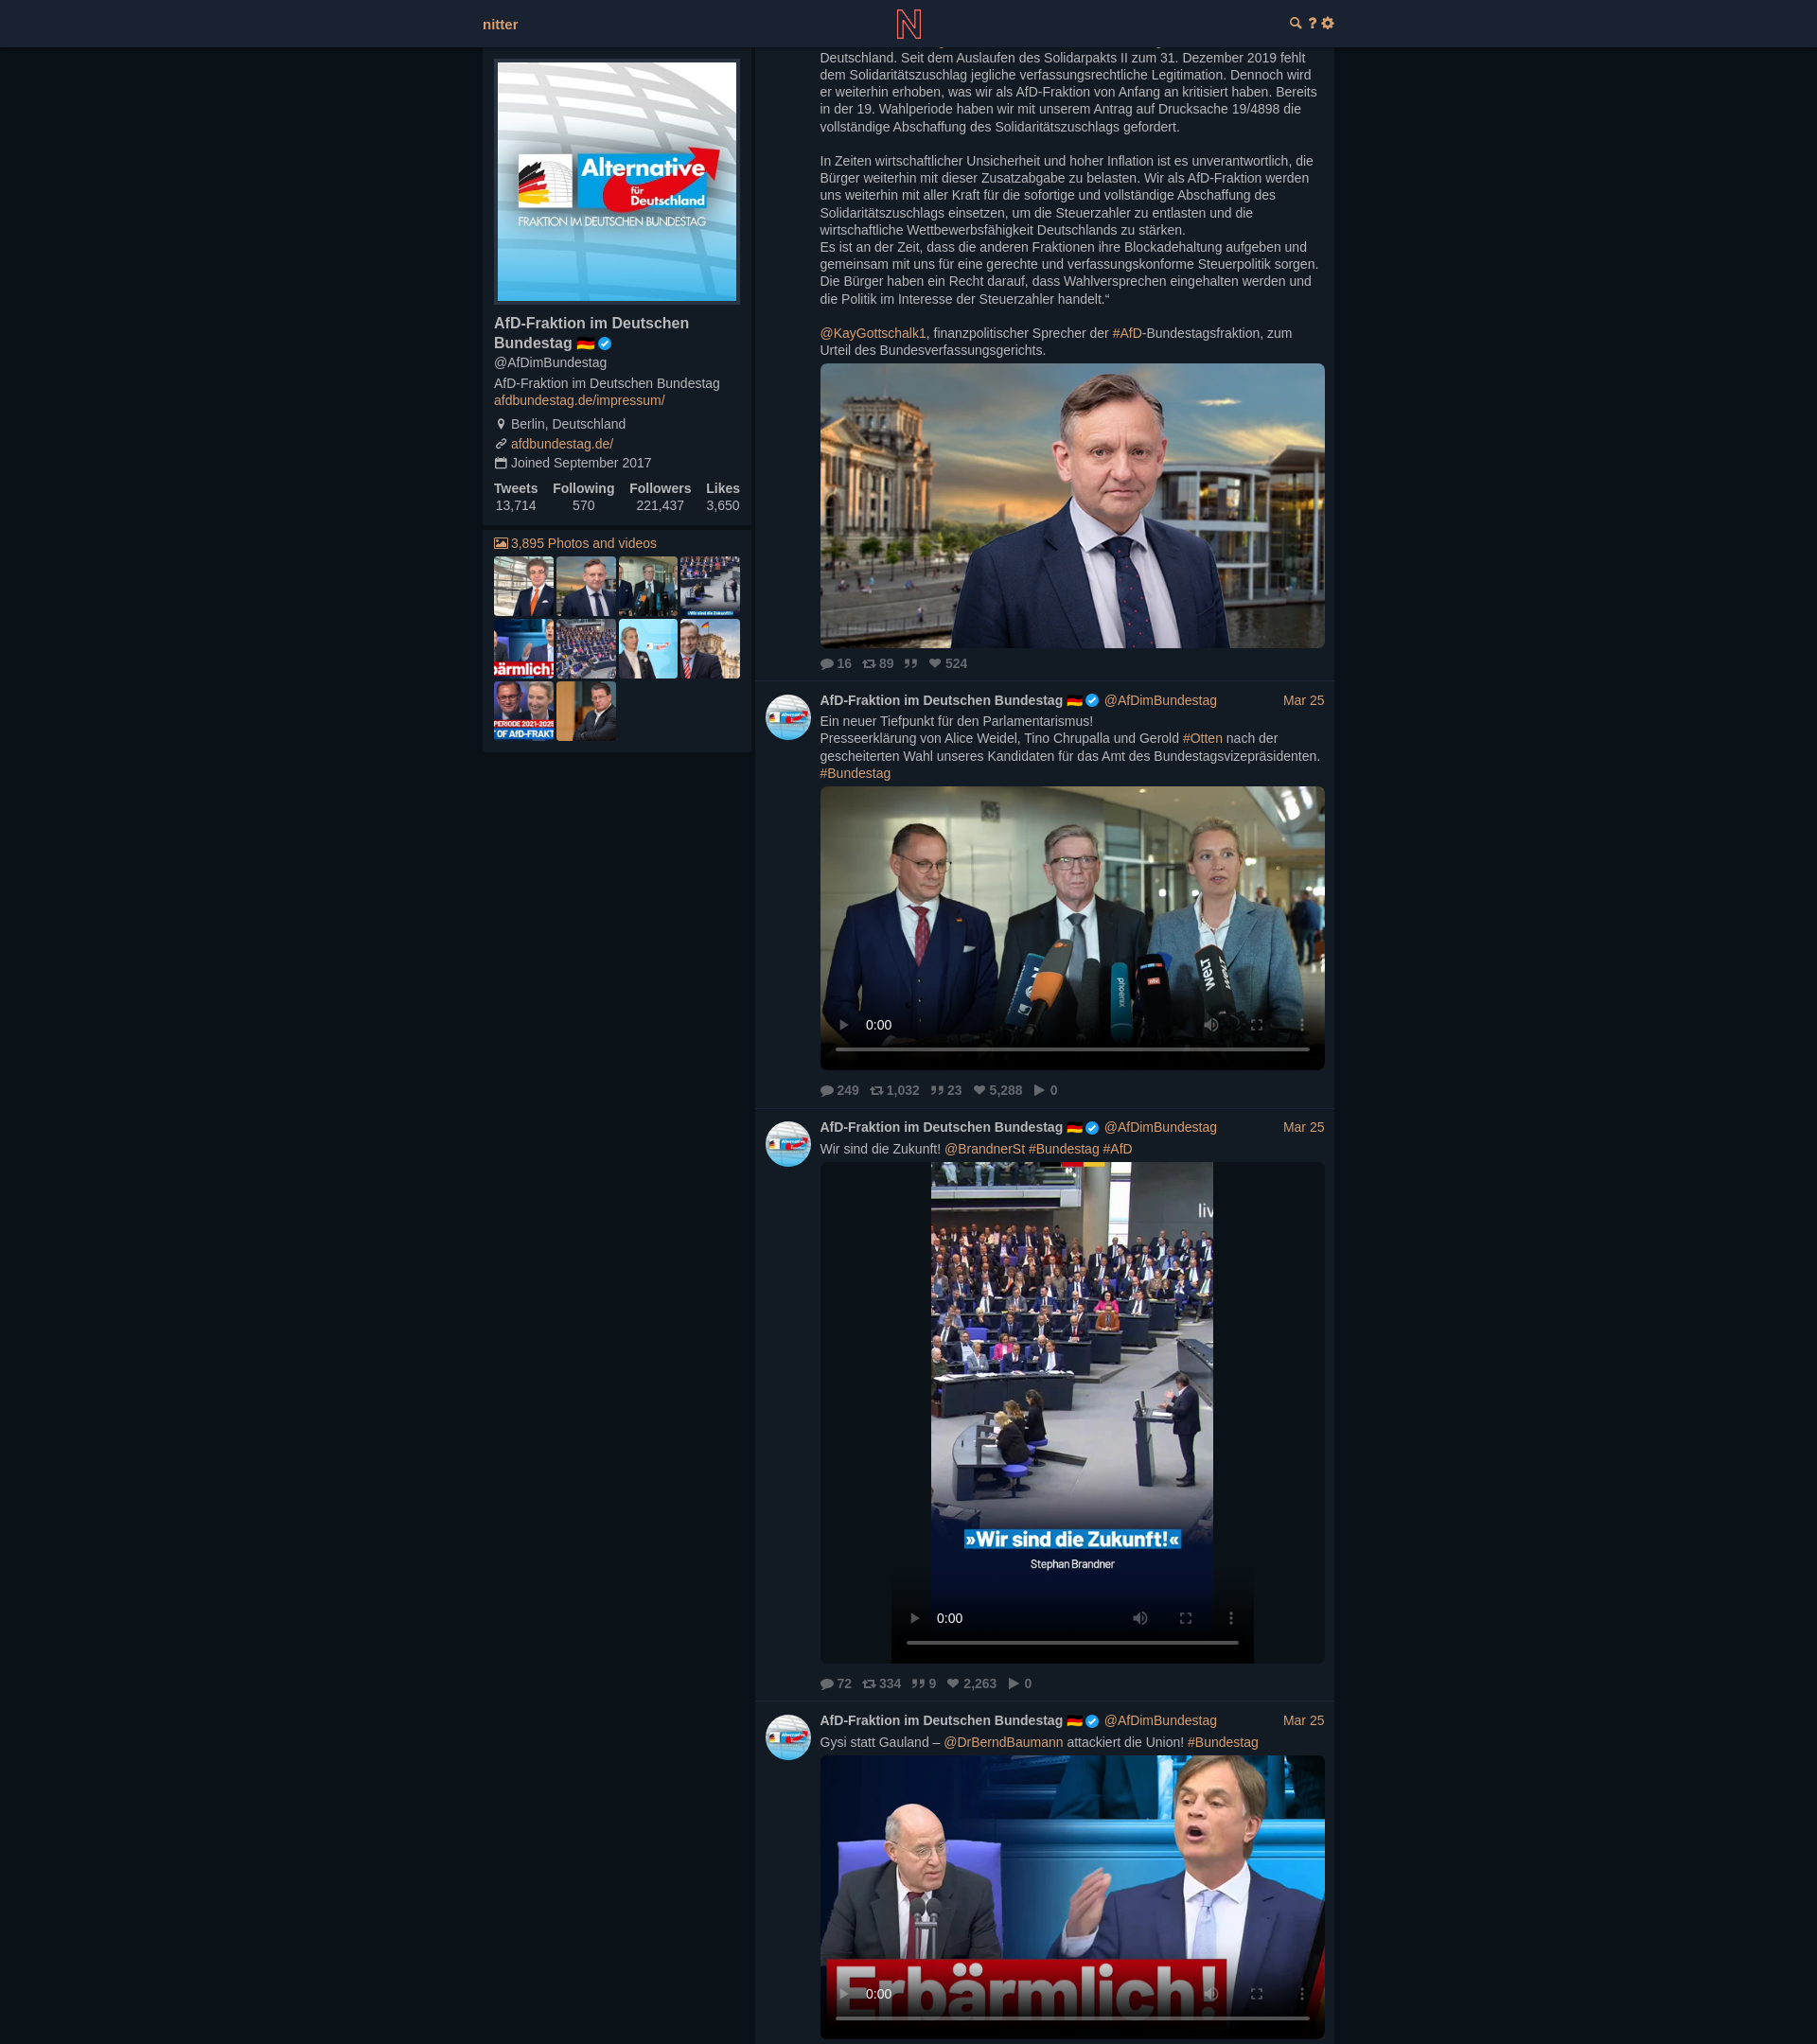 nitter
Alternative
für
Deutschland
FRAKTION IM DEUTSCHEN BUNDESTAG
AfD-Fraktion im Deutschen
Bundestag
@AfDimBundestag
AfD-Fraktion im Deutschen Bundestag
afdbundestag.de/impressum/
Berlin, Deutschland
afdbundestag.de/
Joined September 2017
Tweets Following Followers Likes
13,714 570 221,437 3,650
3,895 Photos and videos
Deutschland. Seit dem Auslaufen des Solidarpakts II zum 31. Dezember 2019 fehlt
dem Solidaritätszuschlag jegliche verfassungsrechtliche Legitimation. Dennoch wird
er weiterhin erhoben, was wir als AfD-Fraktion von Anfang an kritisiert haben. Bereits
in der 19. Wahlperiode haben wir mit unserem Antrag auf Drucksache 19/4898 die
vollständige Abschaffung des Solidaritätszuschlags gefordert.
In Zeiten wirtschaftlicher Unsicherheit und hoher Inflation ist es unverantwortlich, die
Bürger weiterhin mit dieser Zusatzabgabe zu belasten. Wir als AfD-Fraktion werden
uns weiterhin mit aller Kraft für die sofortige und vollständige Abschaffung des
Solidaritätszuschlags einsetzen, um die Steuerzahler zu entlasten und die
wirtschaftliche Wettbewerbsfähigkeit Deutschlands zu stärken.
Es ist an der Zeit, dass die anderen Fraktionen ihre Blockadehaltung aufgeben und
gemeinsam mit uns für eine gerechte und verfassungskonforme Steuerpolitik sorgen.
Die Bürger haben ein Recht darauf, dass Wahlversprechen eingehalten werden und
die Politik im Interesse der Steuerzahler handelt.“
@KayGottschalk1, finanzpolitischer Sprecher der #AfD-Bundestagsfraktion, zum
Urteil des Bundesverfassungsgerichts.
16 89 524
AfD-Fraktion im Deutschen Bundestag @AfDimBundestag Mar 25
Ein neuer Tiefpunkt für den Parlamentarismus!
Presseerklärung von Alice Weidel, Tino Chrupalla und Gerold #Otten nach der
gescheiterten Wahl unseres Kandidaten für das Amt des Bundestagsvizepräsidenten.
#Bundestag
phoenix
WELT
0:00
249 1,032 23 5,288 0
AfD-Fraktion im Deutschen Bundestag @AfDimBundestag Mar 25
Wir sind die Zukunft! @BrandnerSt #Bundestag #AfD
liv
»Wir sind die Zukunft!«
Stephan Brandner
0:00
72 334 9 2,263 0
AfD-Fraktion im Deutschen Bundestag @AfDimBundestag Mar 25
Gysi statt Gauland – @DrBerndBaumann attackiert die Union! #Bundestag
Erbärmlich!
0:00